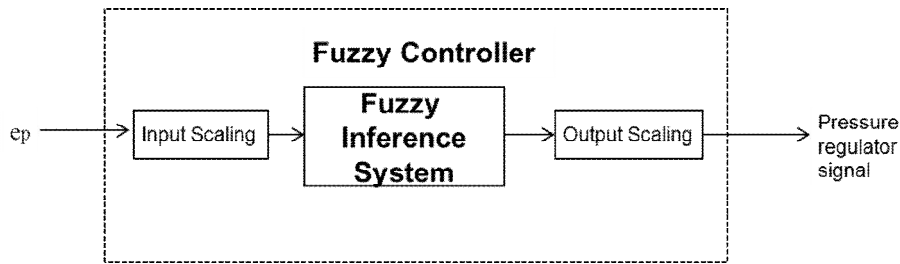 Fuzzy Controller
ep
Input Scaling
Fuzzy
Inference
System
Output Scaling
Pressure
regulator
signal